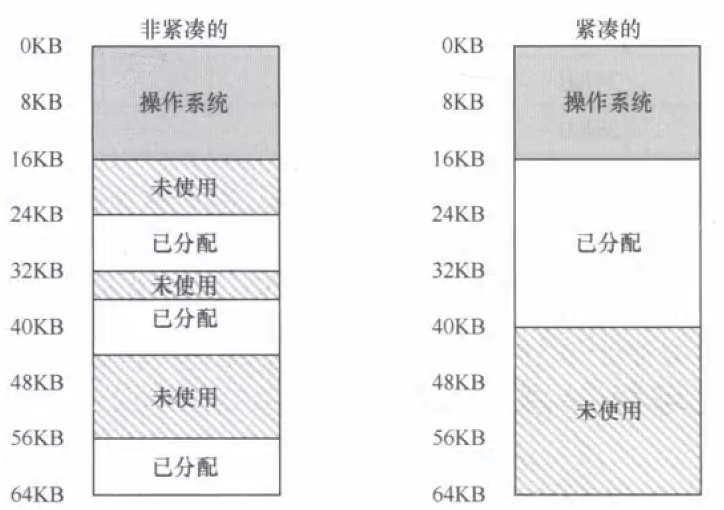 非紧凑的
0KB
操作系统
8KB
16KB
未使用
24KB
已分配
32KB
未使用
已分配
40KB
48KB
未使用
56KB
已分配
64KB
紧凑的
0KB
操作系统
8KB
16KB
24KB
已分配
32KB
40KB
48KB
未使用
56KB
64KB